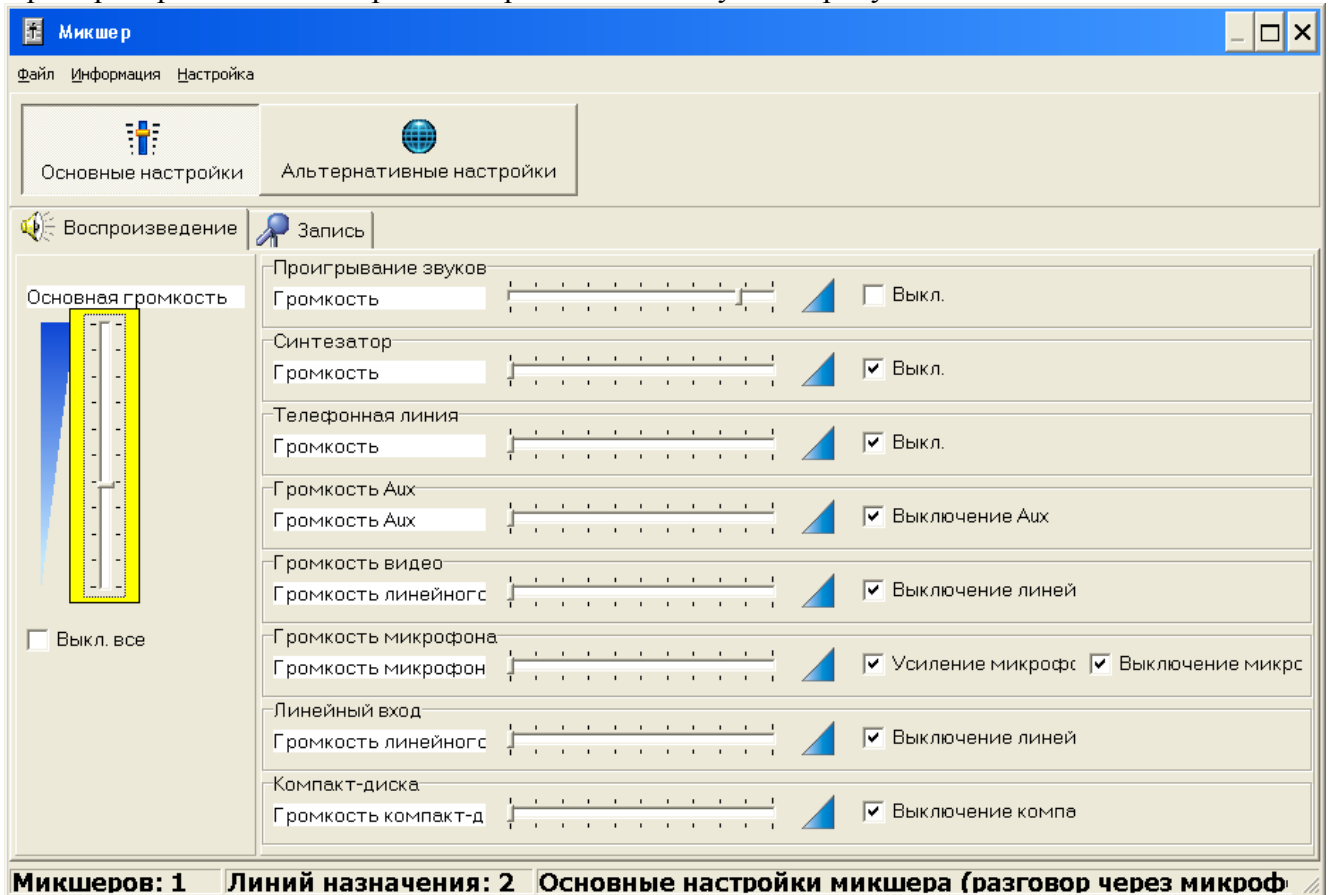 Микшер
Файл Информация Настройка
Основные настройки Альтернативные настройки
Воспроизведение Запись
Основная громкость
Выкл. все
Проигрывание звуков
Громкость Выкл.
Синтезатор
Громкость Выкл.
Телефонная линия
Громкость Выкл.
Громкость Aux
Громкость Aux Выключение Aux
Громкость видео
Громкость линейного Выключение линей
Громкость микрофона
Громкость микрофон Усиление микрофо Выключение микро
Линейный вход
Громкость линейного Выключение линей
Компакт-диска
Громкость компакт-д Выключение компа
Микшеров: 1 Линий назначения: 2 Основные настройки микшера (разговор через микроф